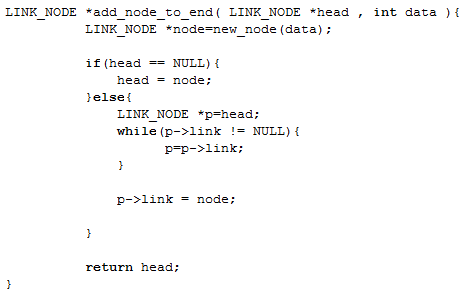 LINK_NODE *add_node_to_end( LINK_NODE *head , int data ){
LINK_NODE *node=new_node(data);
if(head == NULL){
head = node;
}else{
LINK_NODE *p=head;
while(p->link != NULL){
p=p->link;
}
p->link = node;
}
return head;
}